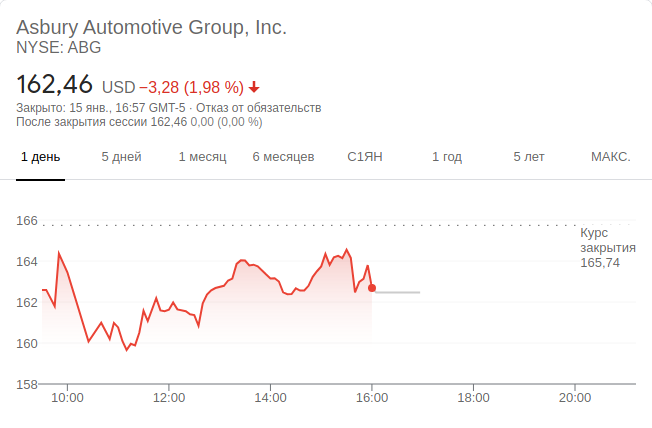 Asbury Automotive Group, Inc.
NYSE: ABG
162,46 USD −3,28 (1,98 %)
Закрыто: 15 янв., 16:57 GMT-5 · Отказ от обязательств
После закрытия сессии 162,46 0,00 (0,00 %)
1 день 5 дней 1 месяц 6 месяцев С1ЯН 1 год 5 лет МАКС.
166
Курс
закрытия
165,74
164
162
160
158
10:00 12:00 14:00 16:00 18:00 20:00